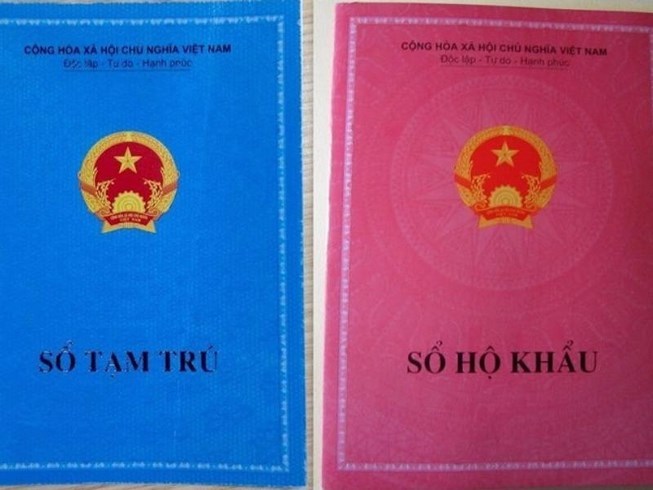 CỘNG HÒA XÃ HỘI CHỦ NGHĨA VIỆT NAM
Độc lập - Tự do - Hạnh phúc
SỔ TẠM TRÚ
CỘNG HÒA XÃ HỘI CHỦ NGHĨA VIỆT NAM
Độc lập - Tự do - Hạnh phúc
SỔ HỘ KHẨU